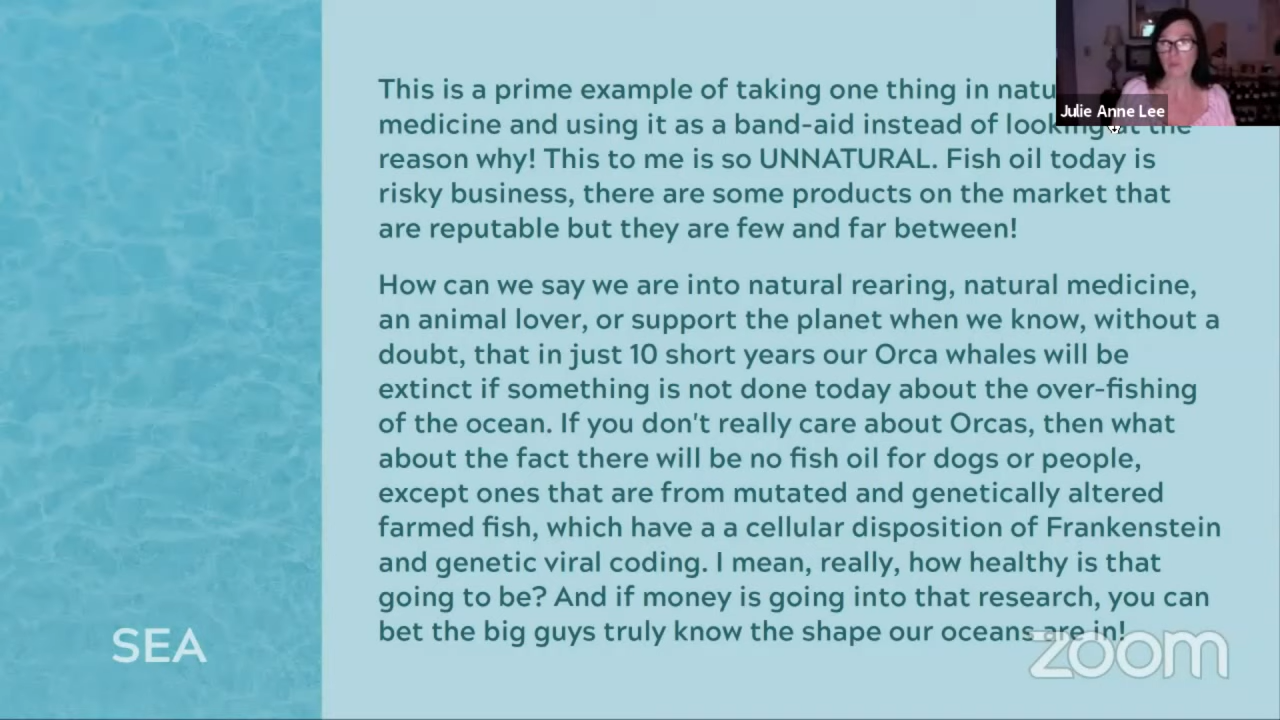 This is a prime example of taking one thing in natu
medicine and using it as a band-aid instead of looking at the
reason why! This to me is so UNNATURAL. Fish oil today is
risky business, there are some products on the market that
are reputable but they are few and far between!
How can we say we are into natural rearing, natural medicine,
an animal lover, or support the planet when we know, without a
doubt, that in just 10 short years our Orca whales will be
extinct if something is not done today about the over-fishing
of the ocean. If you don't really care about Orcas, then what
about the fact there will be no fish oil for dogs or people,
except ones that are from mutated and genetically altered
farmed fish, which have a a cellular disposition of Frankenstein
and genetic viral coding. I mean, really, how healthy is that
going to be? And if money is going into that research, you can
bet the big guys truly know the shape our oceans are in!
SEA
Julie Anne Lee
zoom